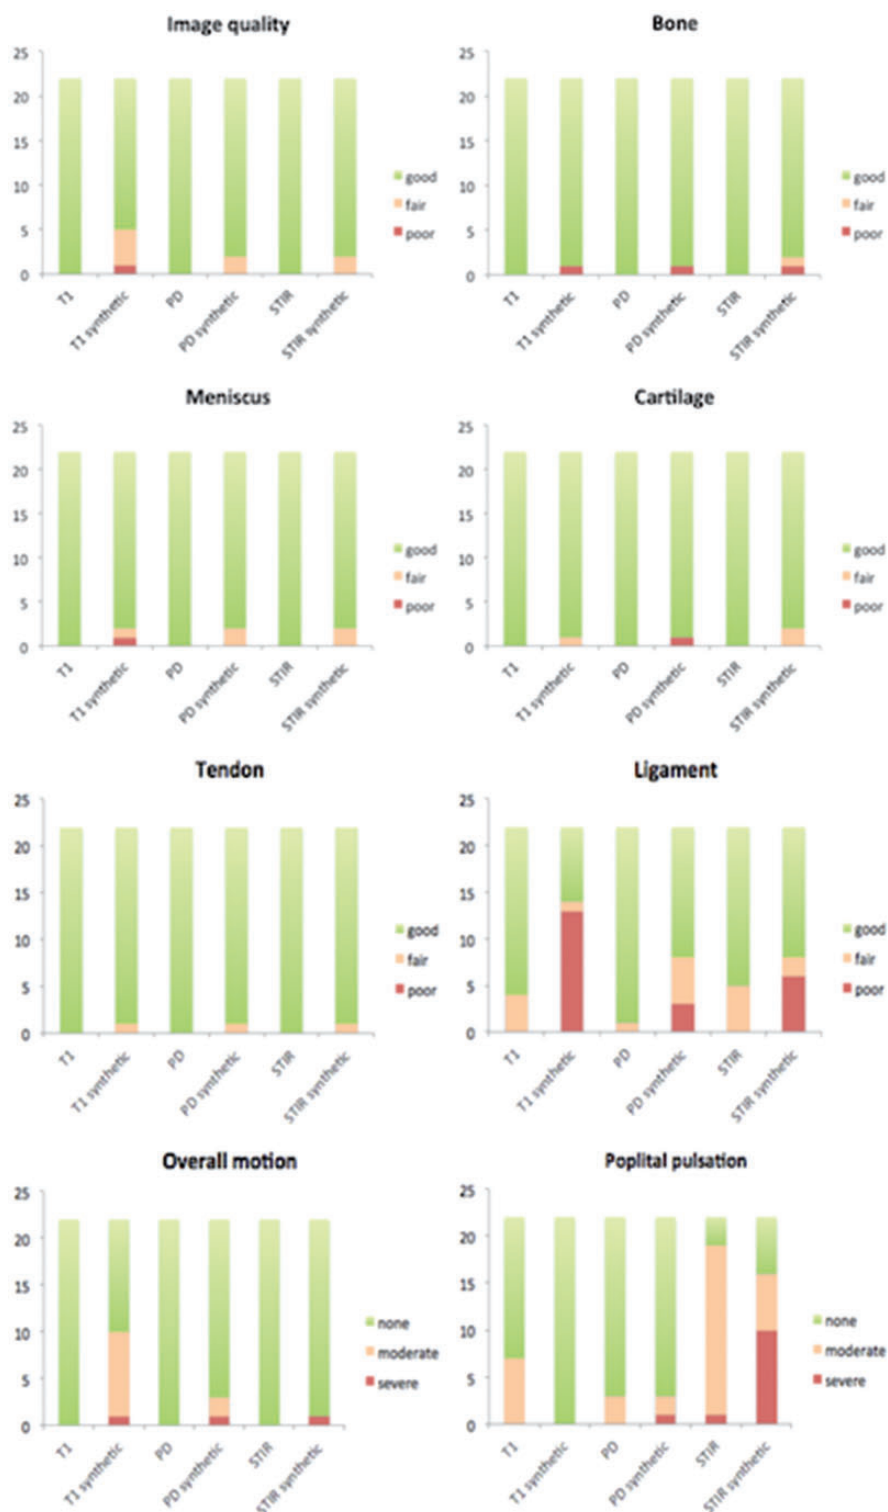 Image quality
25
20
15
10
5
0
good
fair
poor
T1
T1 synthetic
PD
PD synthetic
STIR
STIR synthetic
Bone
25
20
15
10
5
0
good
fair
poor
T1
T1 synthetic
PD
PD synthetic
STIR
STIR synthetic
Meniscus
25
20
15
10
5
0
good
fair
poor
T1
T1 synthetic
PD
PD synthetic
STIR
STIR synthetic
Cartilage
25
20
15
10
5
0
good
fair
poor
T1
T1 synthetic
PD
PD synthetic
STIR
STIR synthetic
Tendon
25
20
15
10
5
0
good
fair
poor
T1
T1 synthetic
PD
PD synthetic
STIR
STIR synthetic
Ligament
25
20
15
10
5
0
good
fair
poor
T1
T1 synthetic
PD
PD synthetic
STIR
STIR synthetic
Overall motion
25
20
15
10
5
0
none
moderate
severe
T1
T1 synthetic
PD
PD synthetic
STIR
STIR synthetic
Poplital pulsation
25
20
15
10
5
0
none
moderate
severe
T1
T1 synthetic
PD
PD synthetic
STIR
STIR synthetic